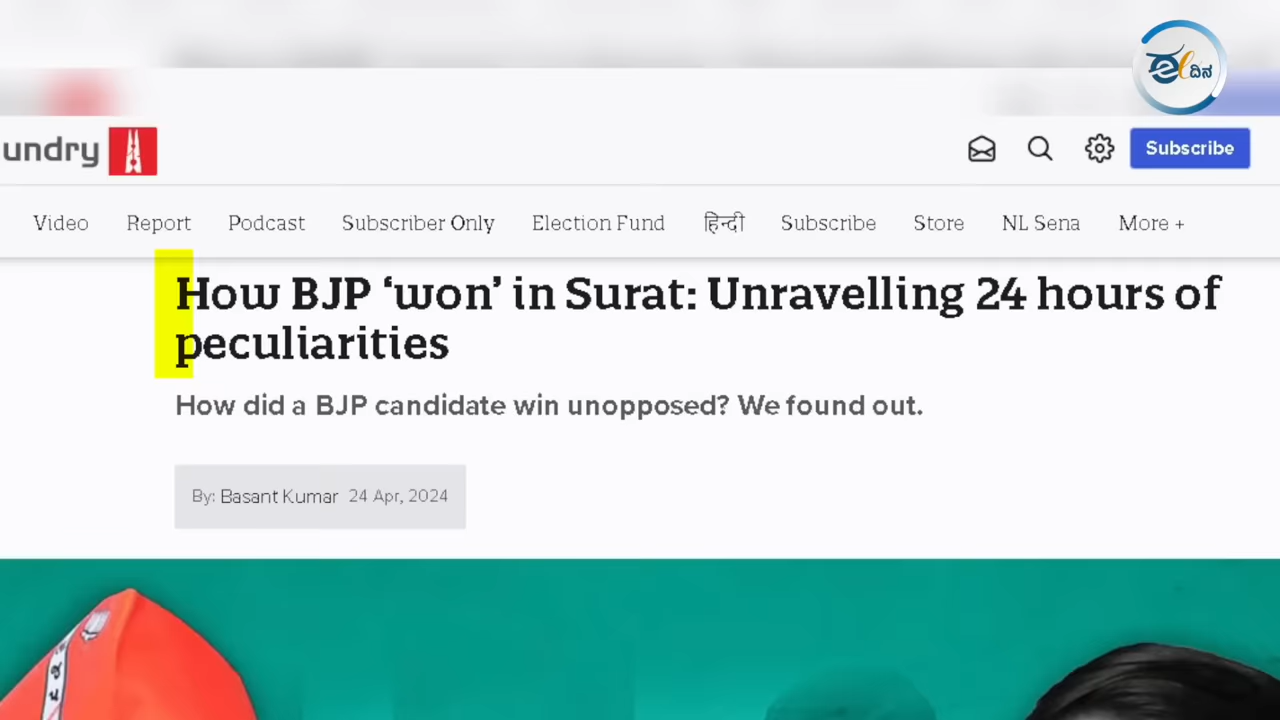 elದಿನ
undry
Subscribe
Video Report Podcast Subscriber Only Election Fund हिन्दी Subscribe Store NL Sena More +
How BJP ‘won’ in Surat: Unravelling 24 hours of
peculiarities
How did a BJP candidate win unopposed? We found out.
By: Basant Kumar 24 Apr, 2024